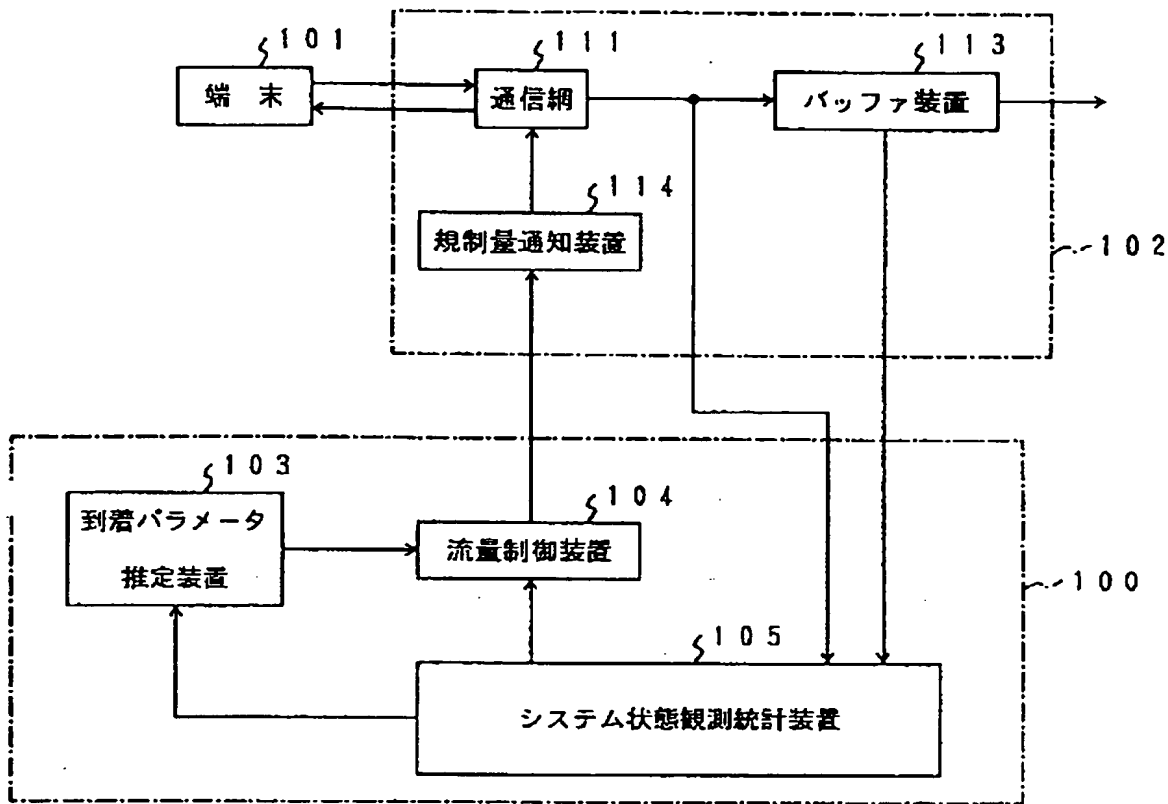 101
端末
111
通信網
113
バッファ装置
114
規制量通知装置
102
103
到着パラメータ
推定装置
104
流量制御装置
100
105
システム状態観測統計装置